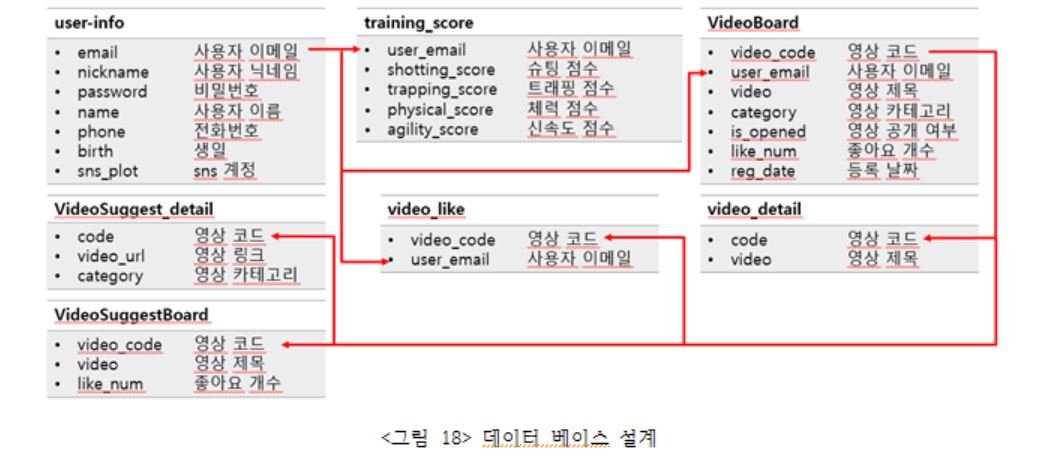 user-info
• email 사용자 이메일
• nickname 사용자 닉네임
• password 비밀번호
• name 사용자 이름
• phone 전화번호
• birth 생일
• sns_plot sns 계정
training_score
• user_email 사용자 이메일
• shotting_score 슈팅 점수
• trapping_score 트래핑 점수
• physical_score 체력 점수
• agility_score 신속도 점수
VideoBoard
• video_code 영상 코드
• user_email 사용자 이메일
• video 영상 제목
• category 영상 카테고리
• is_opened 영상 공개 여부
• like_num 좋아요 개수
• reg_date 등록 날짜
VideoSuggest_detail
• code 영상 코드
• video_url 영상 링크
• category 영상 카테고리
video_like
• video_code 영상 코드
• user_email 사용자 이메일
video_detail
• code 영상 코드
• video 영상 제목
VideoSuggestBoard
• video_code 영상 코드
• video 영상 제목
• like_num 좋아요 개수
<그림 18> 데이터 베이스 설계